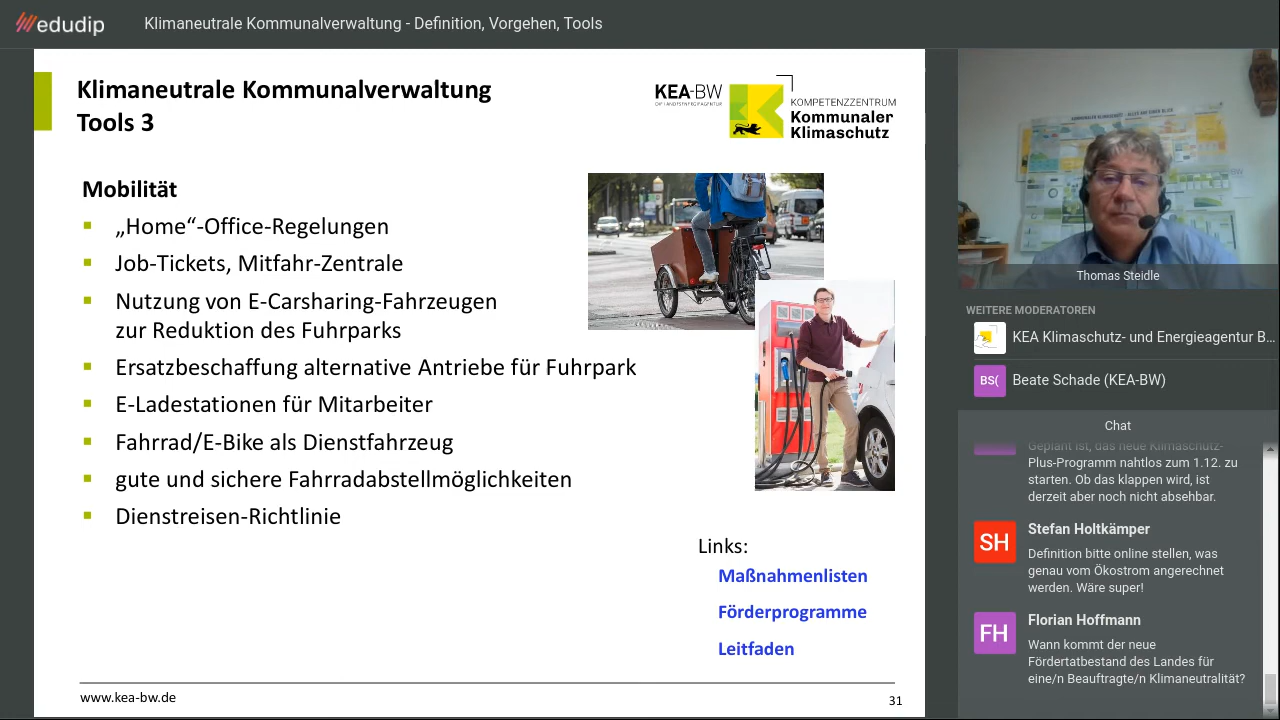 edudip
Klimaneutrale Kommunalverwaltung - Definition, Vorgehen, Tools
Klimaneutrale Kommunalverwaltung
Tools 3
KEA-BW
DIE LANDESENERGIEAGENTUR
KOMPETENZZENTRUM
Kommunaler
Klimaschutz
Mobilität
„Home“-Office-Regelungen
Job-Tickets, Mitfahr-Zentrale
Nutzung von E-Carsharing-Fahrzeugen
zur Reduktion des Fuhrparks
Ersatzbeschaffung alternative Antriebe für Fuhrpark
E-Ladestationen für Mitarbeiter
Fahrrad/E-Bike als Dienstfahrzeug
gute und sichere Fahrradabstellmöglichkeiten
Dienstreisen-Richtlinie
Links:
Maßnahmenlisten
Förderprogramme
Leitfaden
www.kea-bw.de
31
Thomas Steidle
WEITERE MODERATOREN
KEA Klimaschutz- und Energieagentur B...
BS(
Beate Schade (KEA-BW)
Chat
Geplant ist, das neue Klimaschutz-
Plus-Programm nahtlos zum 1.12. zu
starten. Ob das klappen wird, ist
derzeit aber noch nicht absehbar.
SH
Stefan Holtkämper
Definition bitte online stellen, was
genau vom Ökostrom angerechnet
werden. Wäre super!
FH
Florian Hoffmann
Wann kommt der neue
Fördertatbestand des Landes für
eine/n Beauftragte/n Klimaneutralität?